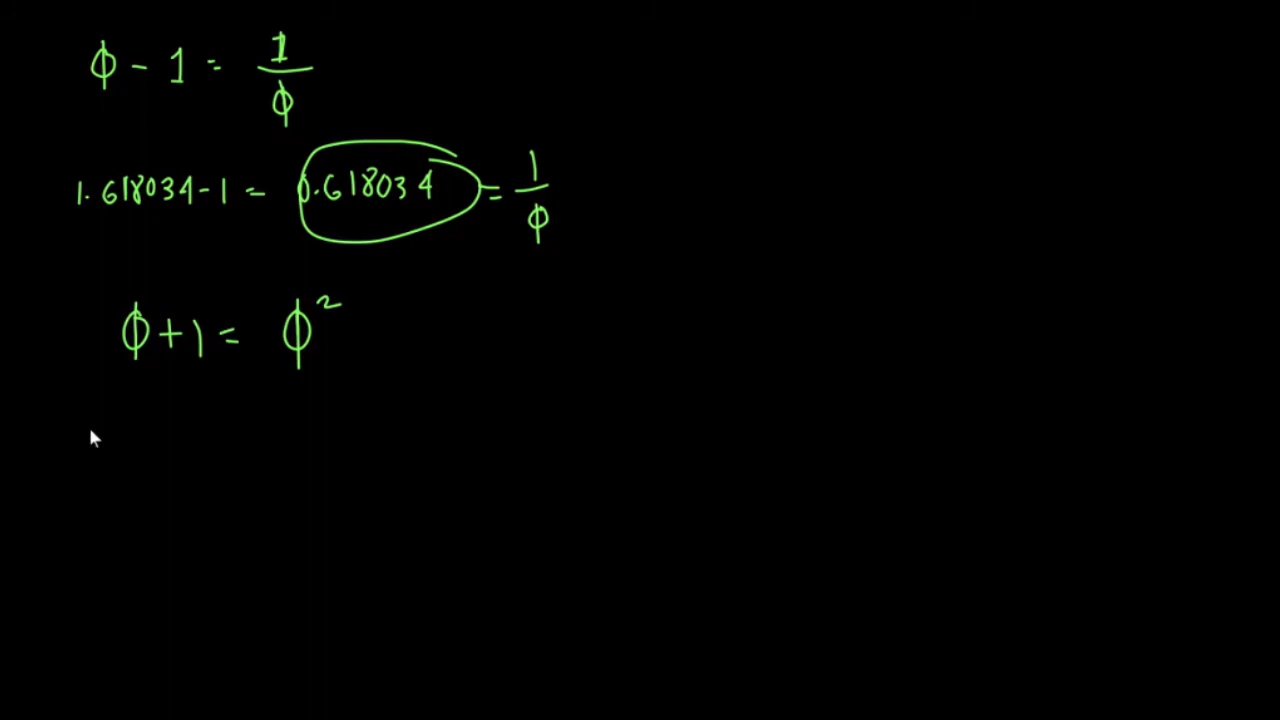 ϕ - 1 = 1/ϕ
1.618034 - 1 = 0.618034 = 1/ϕ
ϕ + 1 = ϕ²